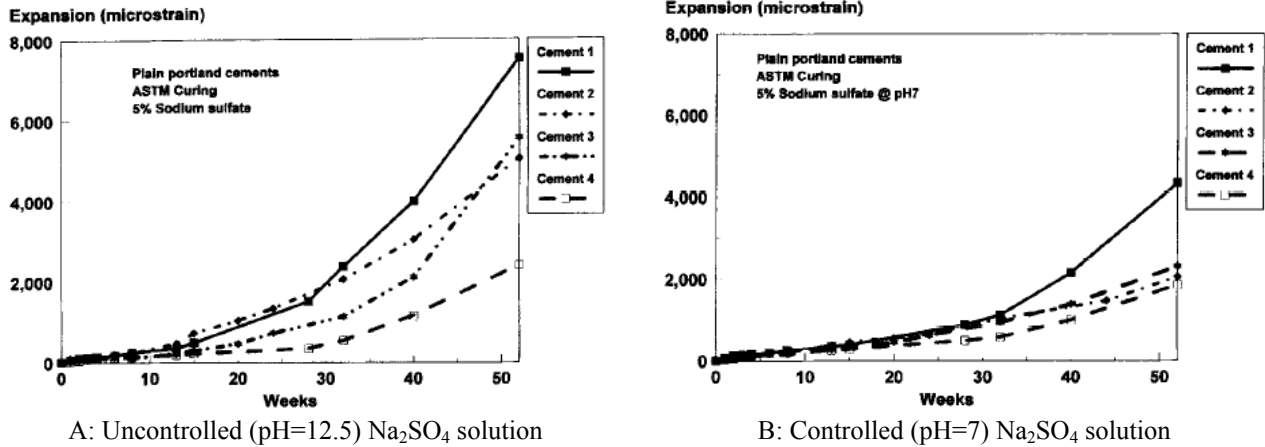 Expansion (microstrain)
8,000
6,000
4,000
2,000
0
Plain portland cements
ASTM Curing
5% Sodium sulfate
Cement 1
Cement 2
Cement 3
Cement 4
0 10 20 30 40 50
Weeks
A: Uncontrolled (pH=12.5) Na₂SO₄ solution
Expansion (microstrain)
8,000
6,000
4,000
2,000
0
Plain portland cements
ASTM Curing
5% Sodium sulfate @ pH7
Cement 1
Cement 2
Cement 3
Cement 4
0 10 20 30 40 50
Weeks
B: Controlled (pH=7) Na₂SO₄ solution